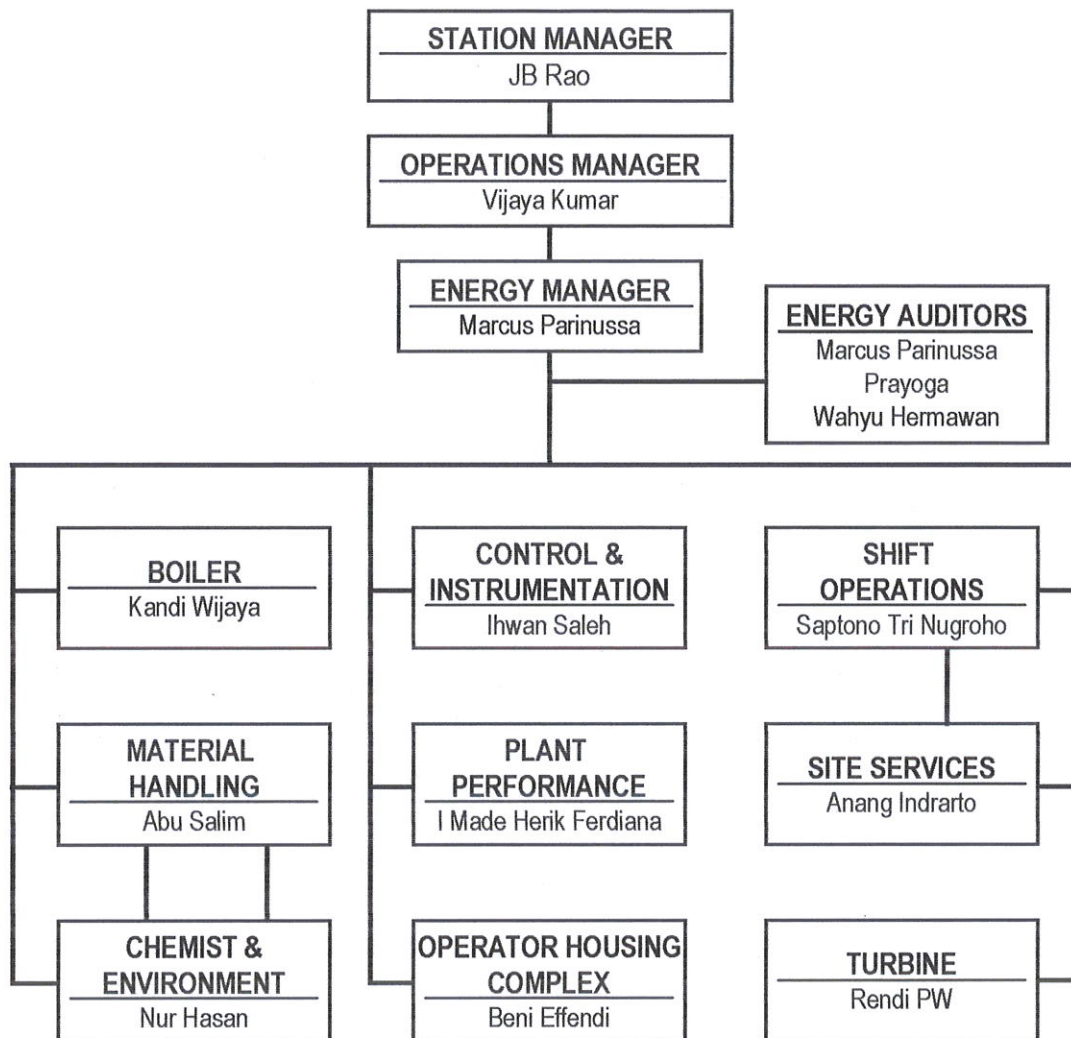 STATION MANAGER
JB Rao
OPERATIONS MANAGER
Vijaya Kumar
ENERGY MANAGER
Marcus Parinussa
ENERGY AUDITORS
Marcus Parinussa
Prayoga
Wahyu Hermawan
BOILER
Kandi Wijaya
CONTROL &
INSTRUMENTATION
Ihwan Saleh
SHIFT
OPERATIONS
Saptono Tri Nugroho
MATERIAL
HANDLING
Abu Salim
PLANT
PERFORMANCE
I Made Herik Ferdiana
SITE SERVICES
Anang Indrarto
CHEMIST &
ENVIRONMENT
Nur Hasan
OPERATOR HOUSING
COMPLEX
Beni Effendi
TURBINE
Rendi PW